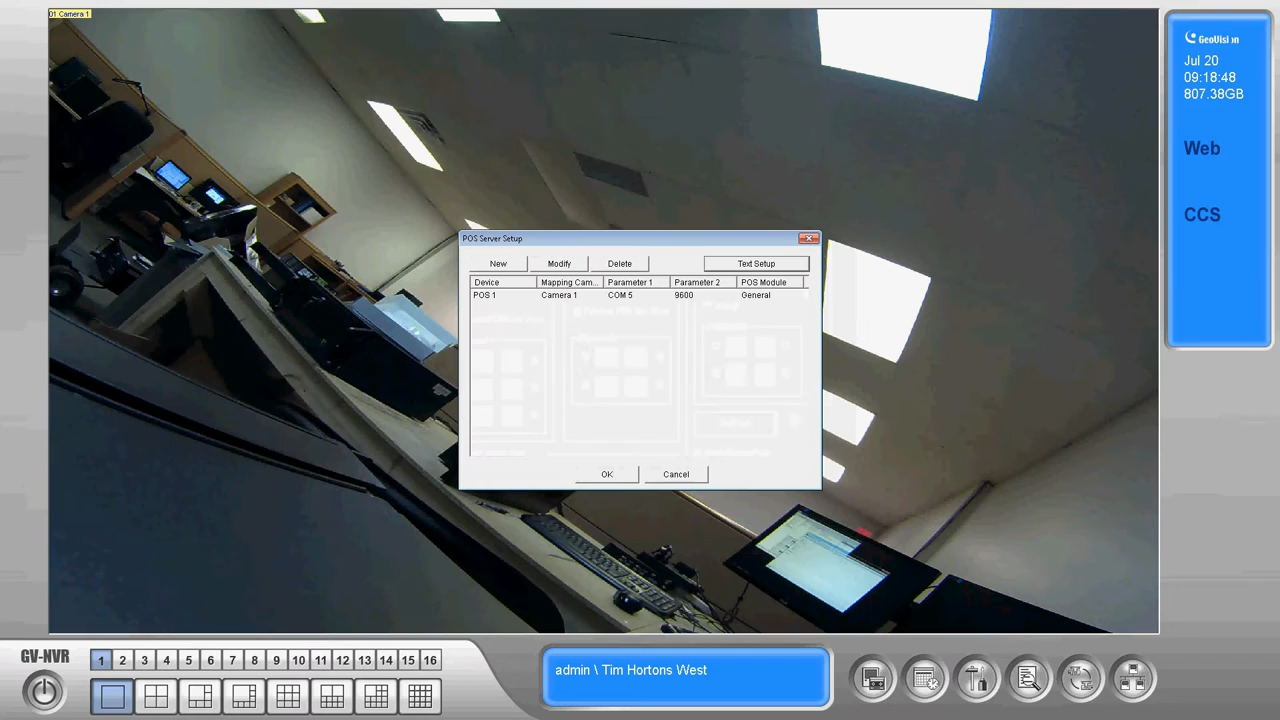 01 Camera 1
GeoVision
Jul 20
09:18:48
807.38GB
Web
CCS
POS Server Setup
New Modify Delete Text Setup
Device Mapping Cam... Parameter 1 Parameter 2 POS Module
POS 1 Camera 1 COM 5 9600 General
OK Cancel
GV-NVR
1 2 3 4 5 6 7 8 9 10 11 12 13 14 15 16
admin \ Tim Hortons West